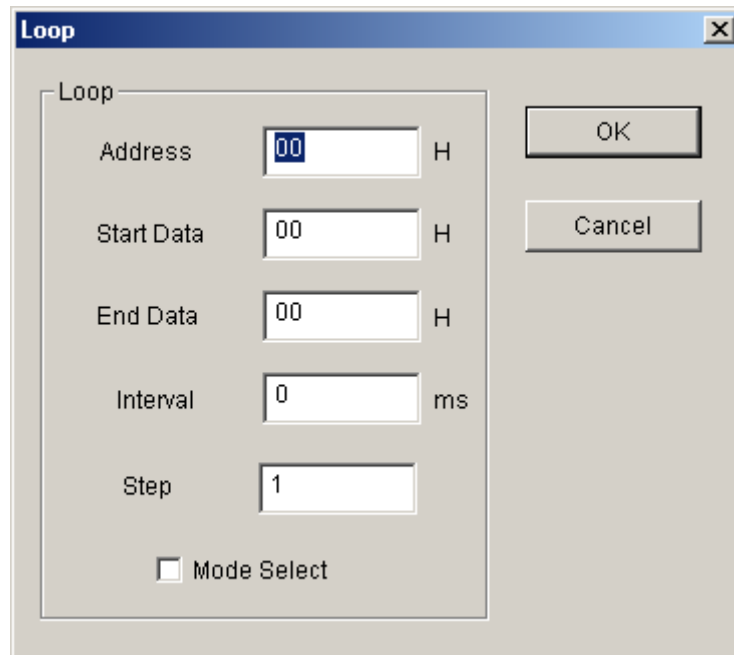 Loop
Loop
Address 00 H
OK
Start Data 00 H
Cancel
End Data 00 H
Interval 0 ms
Step 1
Mode Select